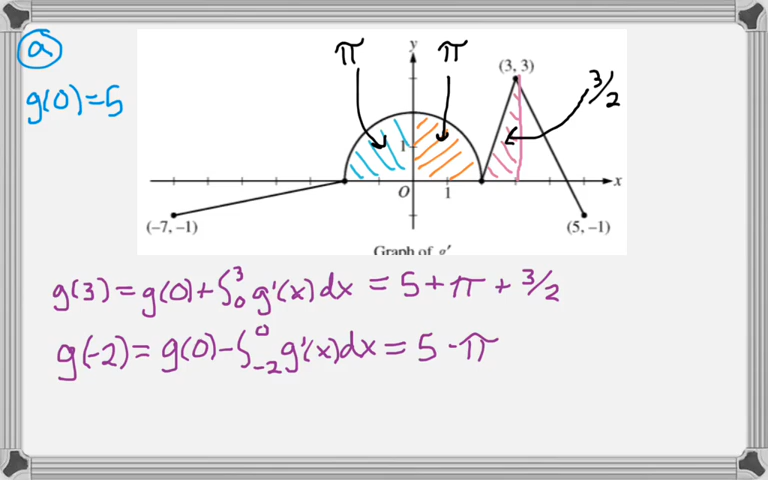 a
g(0)=5
π
π
3/2
y
(3, 3)
1
x
O
1
(-7, -1)
(5, -1)
Graph of g′
g(3) = g(0) + ∫₀³ g'(x)dx = 5 + π + 3/2
g(-2) = g(0) - ∫₋₂⁰ g'(x)dx = 5 - π